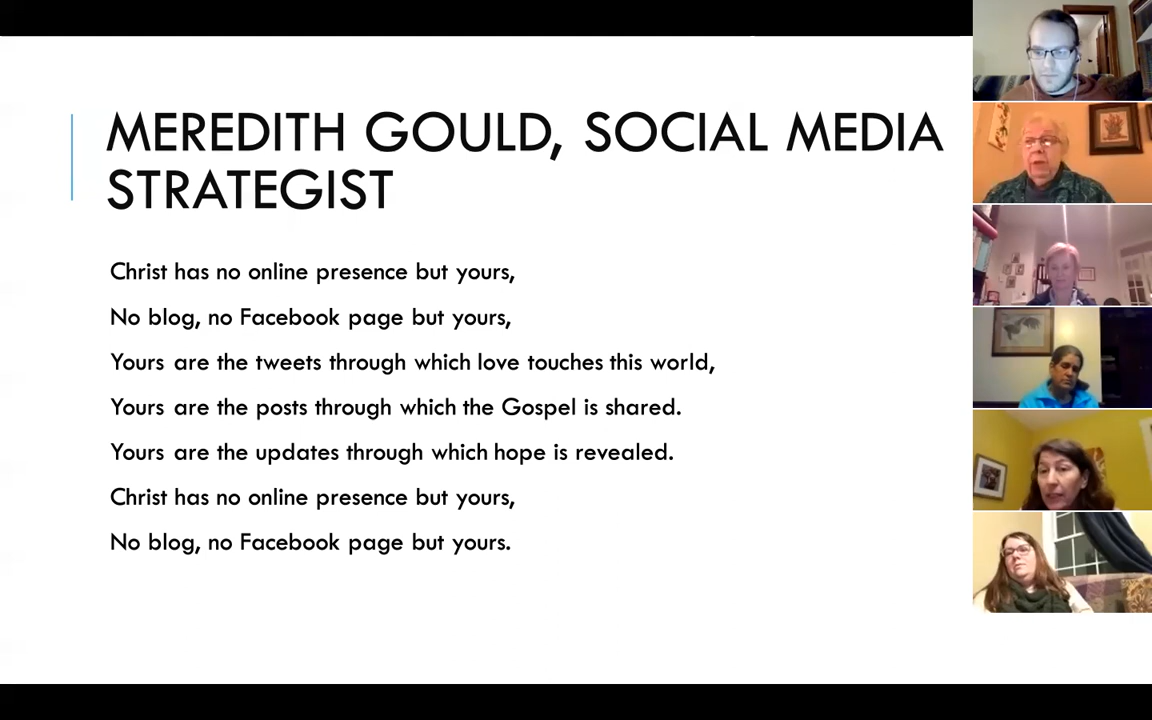 MEREDITH GOULD, SOCIAL MEDIA
STRATEGIST
Christ has no online presence but yours,
No blog, no Facebook page but yours,
Yours are the tweets through which love touches this world,
Yours are the posts through which the Gospel is shared.
Yours are the updates through which hope is revealed.
Christ has no online presence but yours,
No blog, no Facebook page but yours.